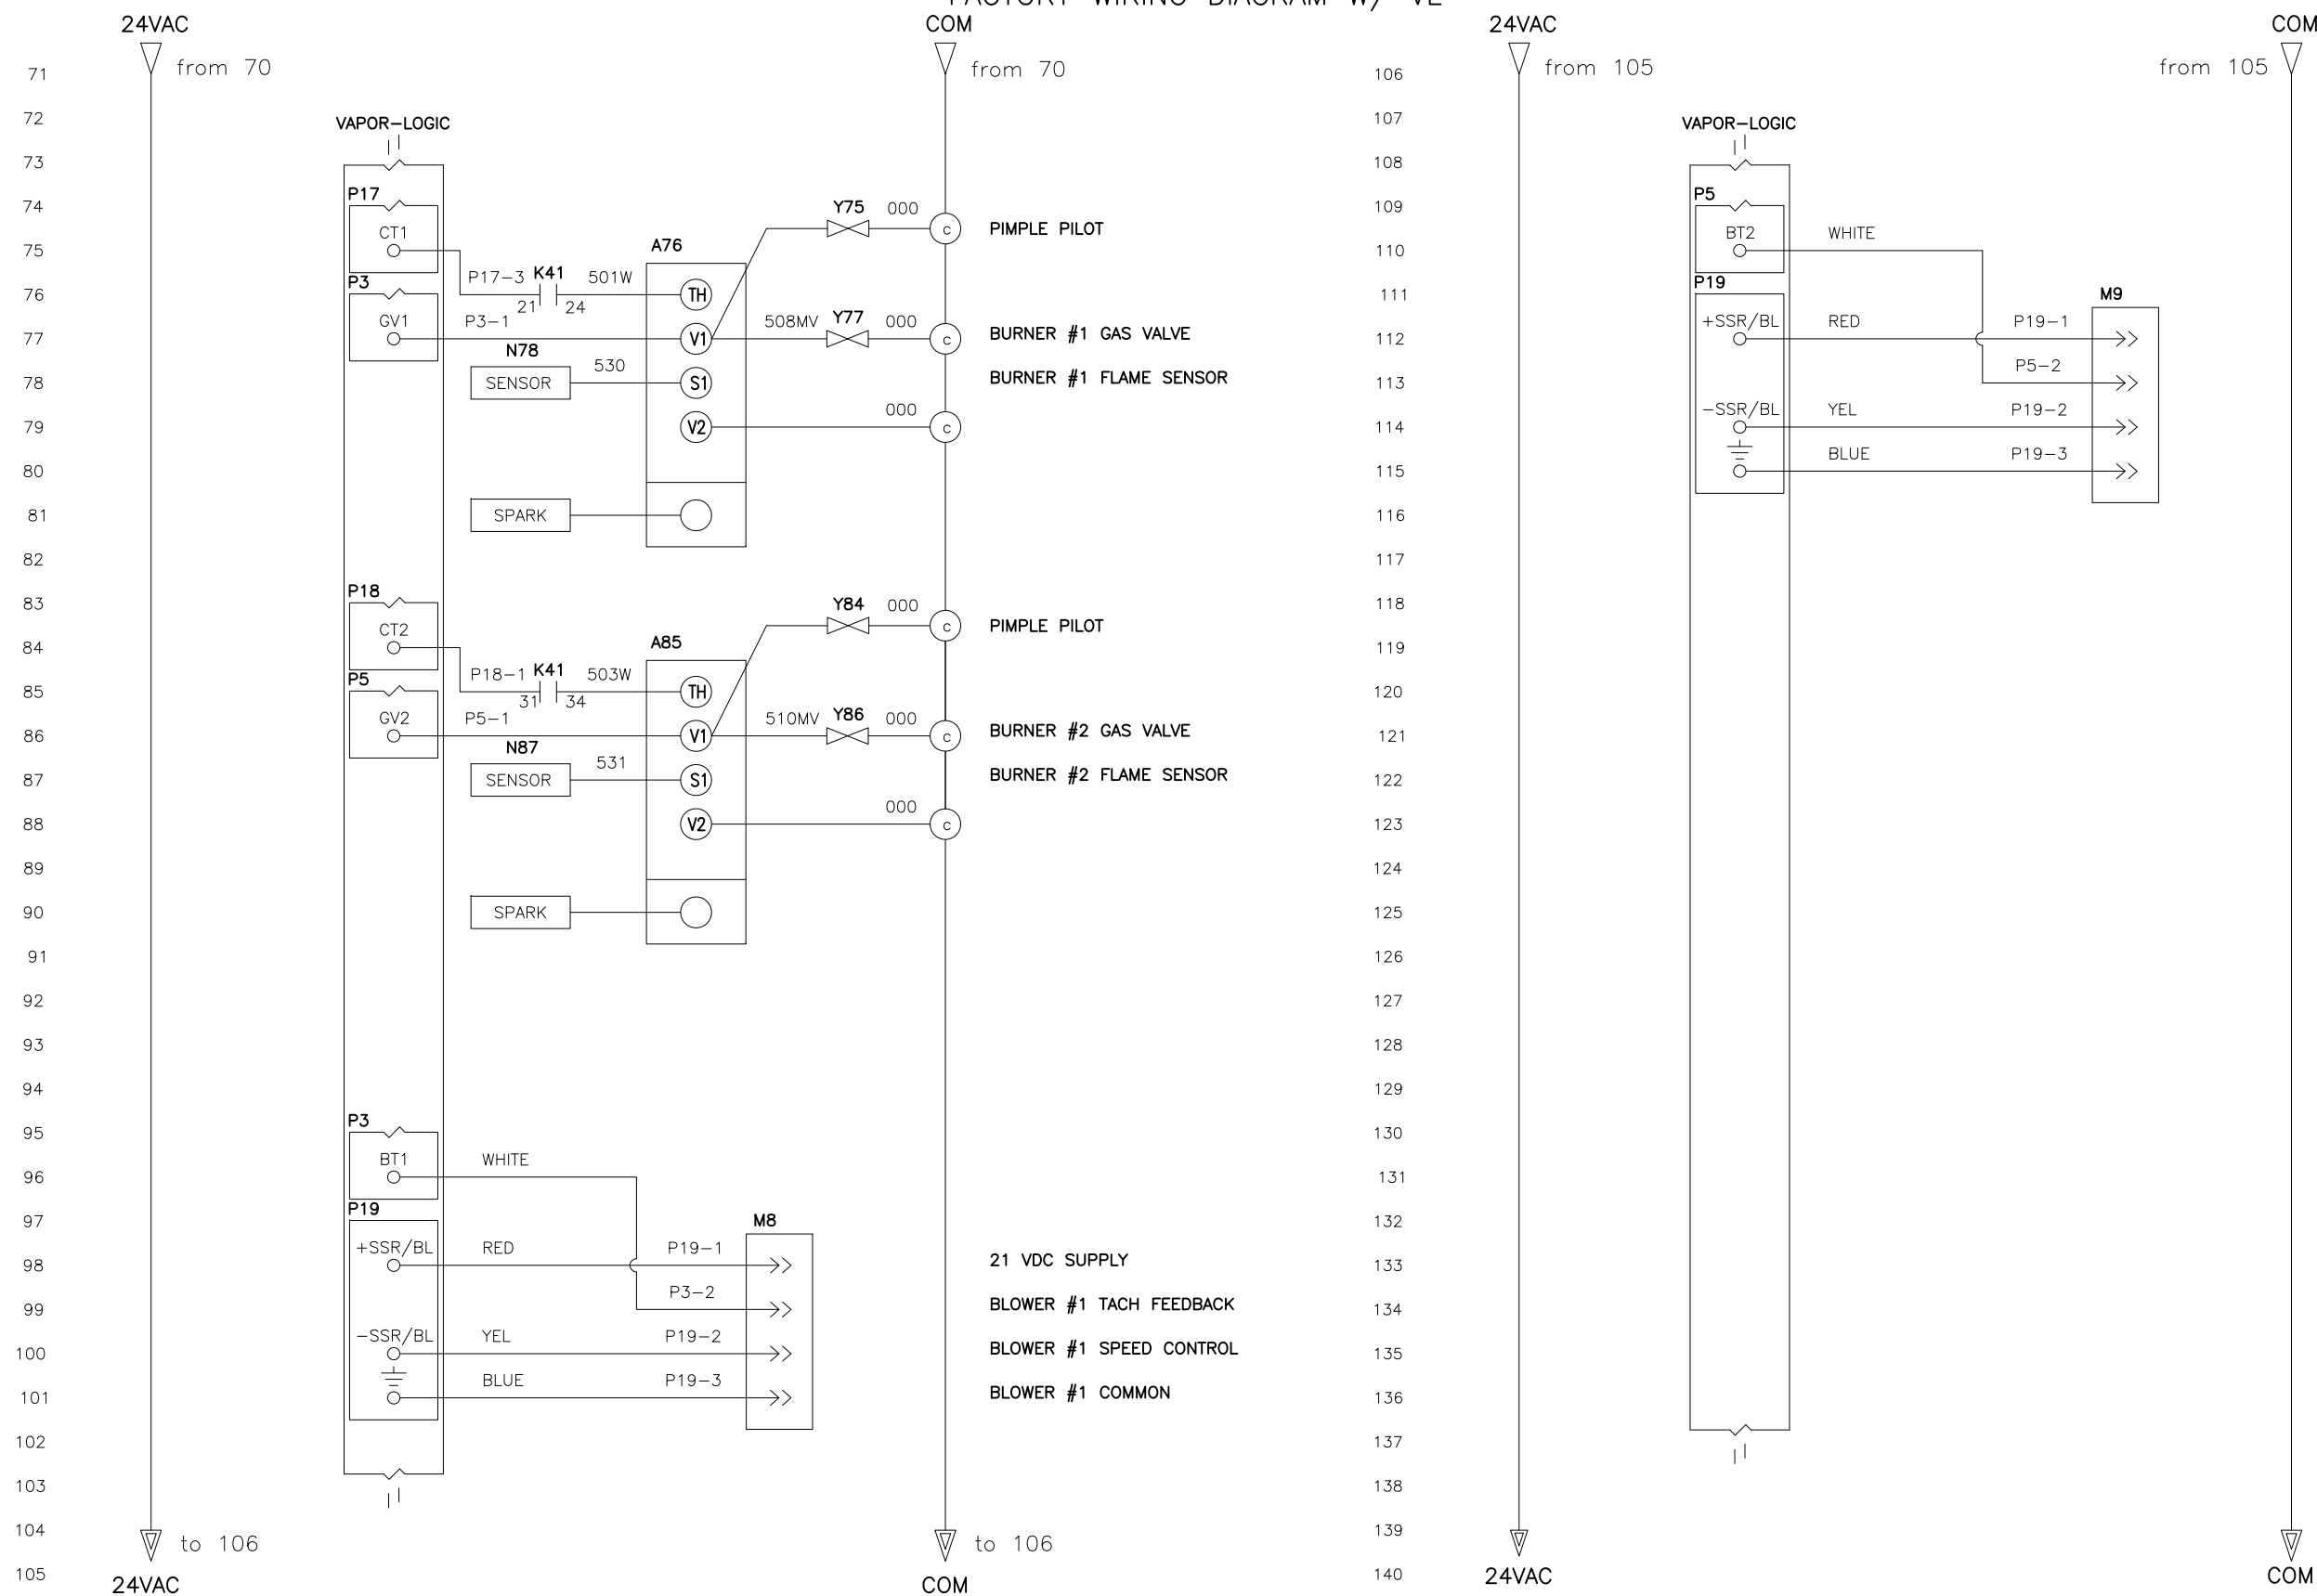 FACTORY WIRING DIAGRAM W/ VL
24VAC
COM
24VAC
COM
from 70
from 70
from 105
from 105
71
72
73
74
75
76
77
78
79
80
81
82
83
84
85
86
87
88
89
90
91
92
93
94
95
96
97
98
99
100
101
102
103
104
105
VAPOR-LOGIC
P17
CT1
P3
GV1
P17-3
K41
501W
21
24
P3-1
N78
SENSOR
530
A76
TH
V1
S1
V2
SPARK
Y75
000
c
PIMPLE PILOT
508MV
Y77
000
c
BURNER #1 GAS VALVE
BURNER #1 FLAME SENSOR
000
c
P18
CT2
P5
GV2
P18-1
K41
503W
31
34
P5-1
N87
SENSOR
531
A85
TH
V1
S1
V2
SPARK
Y84
000
c
PIMPLE PILOT
510MV
Y86
000
c
BURNER #2 GAS VALVE
BURNER #2 FLAME SENSOR
000
c
P3
BT1
WHITE
P19
M8
+SSR/BL
RED
P19-1
21 VDC SUPPLY
P3-2
BLOWER #1 TACH FEEDBACK
-SSR/BL
YEL
P19-2
BLOWER #1 SPEED CONTROL
BLUE
P19-3
BLOWER #1 COMMON
to 106
to 106
24VAC
COM
106
107
108
109
110
111
112
113
114
115
116
117
118
119
120
121
122
123
124
125
126
127
128
129
130
131
132
133
134
135
136
137
138
139
140
VAPOR-LOGIC
P5
BT2
WHITE
P19
M9
+SSR/BL
RED
P19-1
P5-2
-SSR/BL
YEL
P19-2
BLUE
P19-3
24VAC
COM